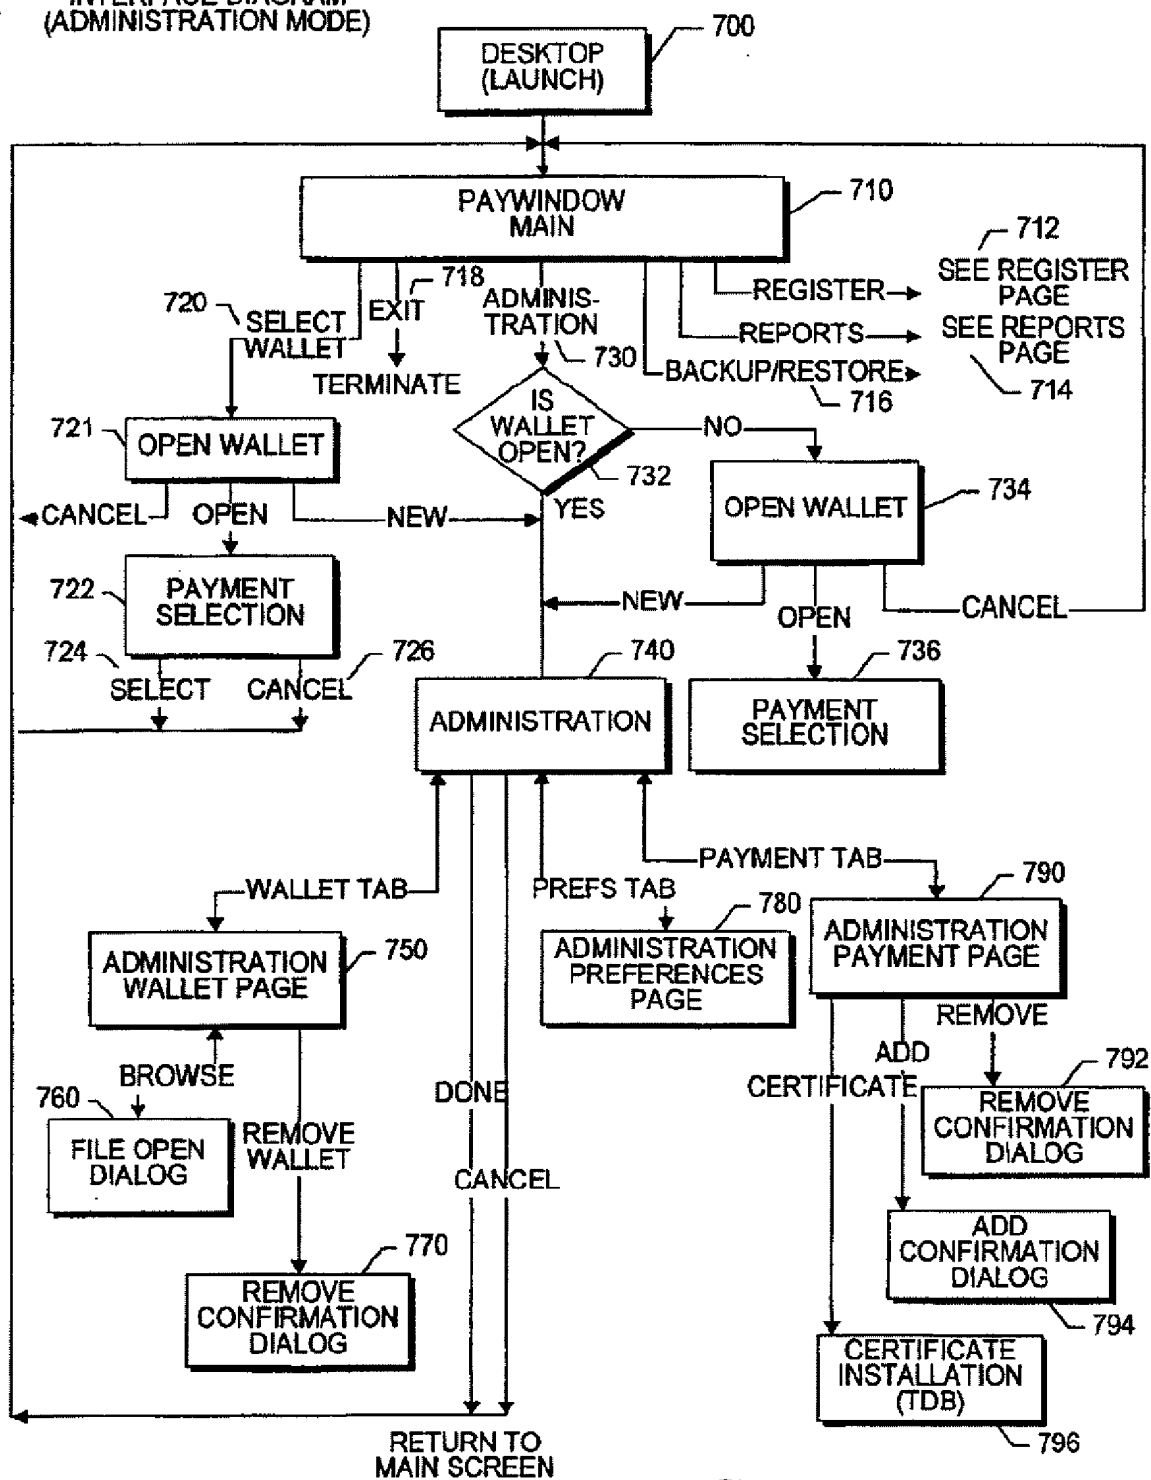 (ADMINISTRATION MODE)
700
DESKTOP
(LAUNCH)
PAYWINDOW
MAIN
710
712
SEE REGISTER
PAGE
REGISTER
718
EXIT
720
SELECT
WALLET
ADMINIS-
TRATION
730
REPORTS
SEE REPORTS
PAGE
714
BACKUP/RESTORE
716
TERMINATE
IS
WALLET
OPEN?
732
NO
YES
721
OPEN WALLET
734
OPEN WALLET
CANCEL
OPEN
NEW
722
PAYMENT
SELECTION
NEW
OPEN
CANCEL
724
SELECT
726
CANCEL
740
ADMINISTRATION
736
PAYMENT
SELECTION
WALLET TAB
PREFS TAB
PAYMENT TAB
790
780
750
ADMINISTRATION
WALLET PAGE
ADMINISTRATION
PREFERENCES
PAGE
ADMINISTRATION
PAYMENT PAGE
REMOVE
ADD
CERTIFICATE
792
REMOVE
CONFIRMATION
DIALOG
BROWSE
760
FILE OPEN
DIALOG
REMOVE
WALLET
DONE
CANCEL
ADD
CONFIRMATION
DIALOG
794
770
REMOVE
CONFIRMATION
DIALOG
CERTIFICATE
INSTALLATION
(TDB)
796
RETURN TO
MAIN SCREEN